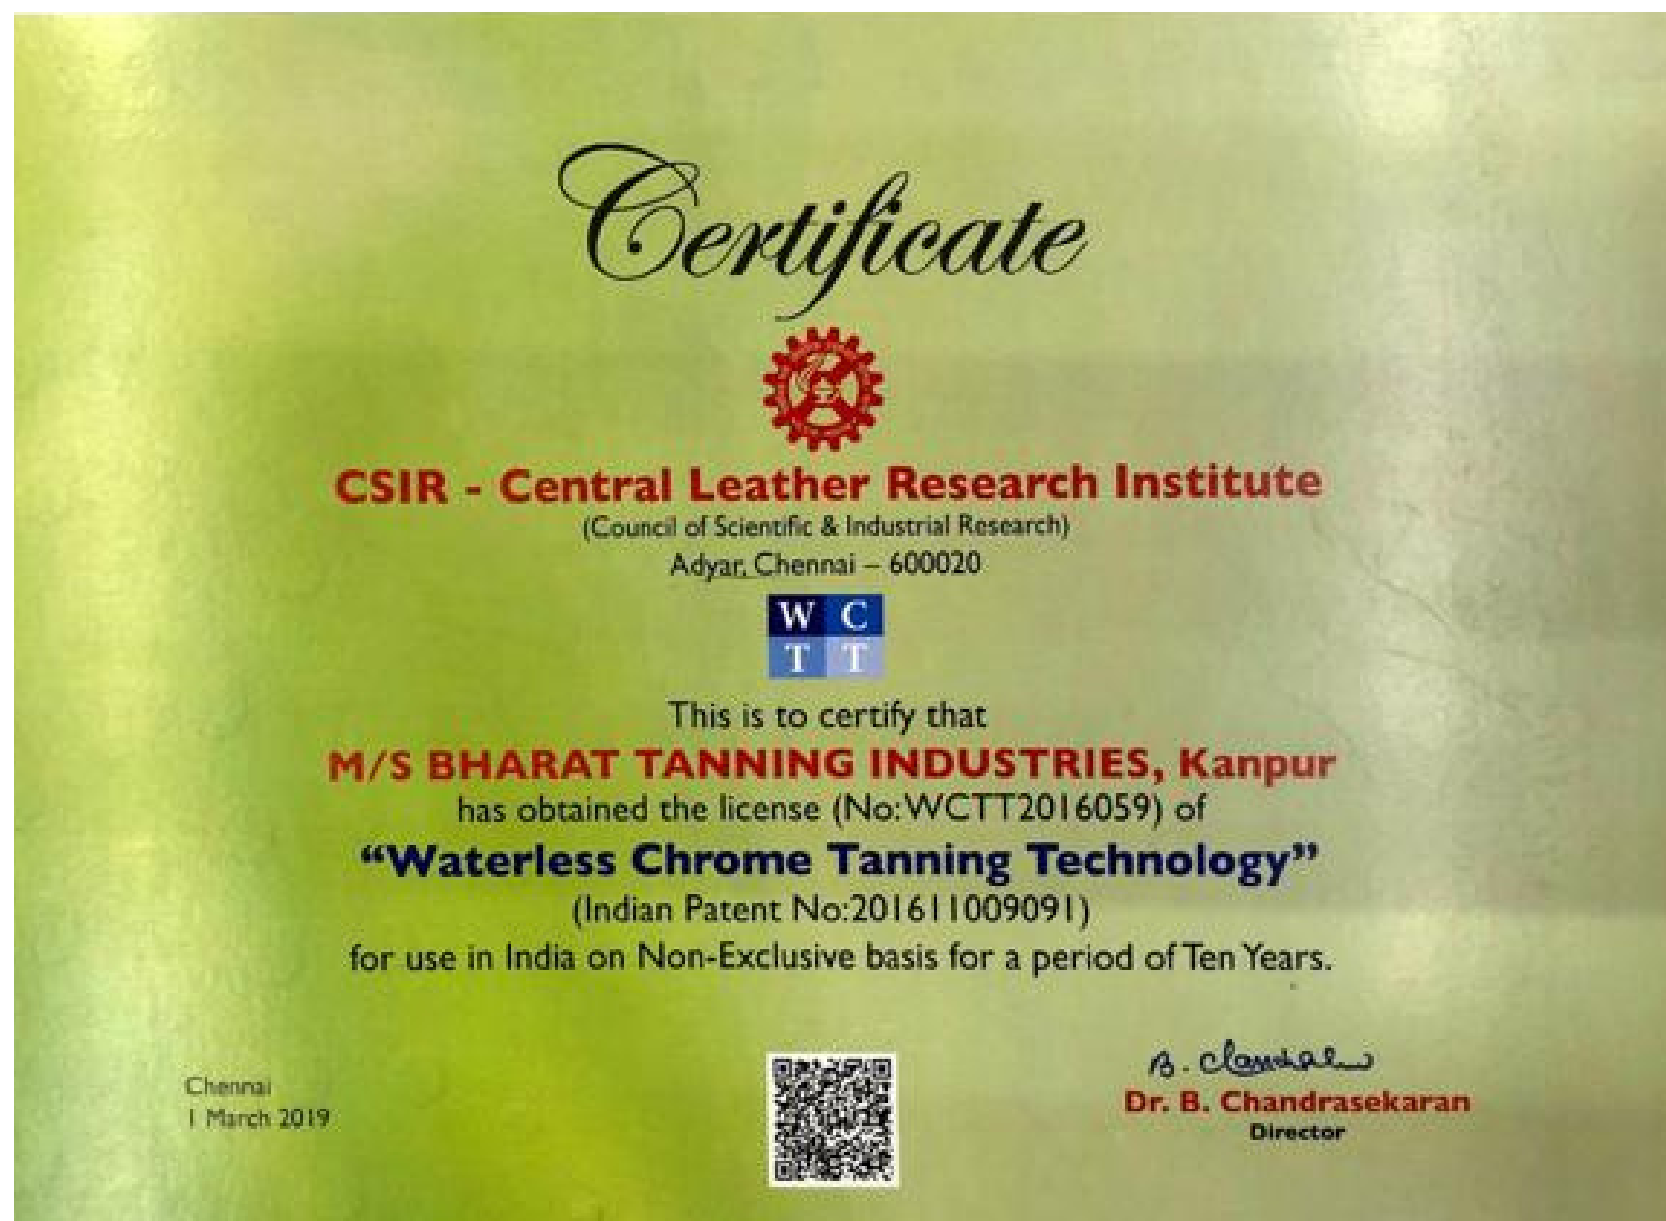 Certificate
CSIR - Central Leather Research Institute
(Council of Scientific & Industrial Research)
Adyar, Chennai – 600020
W C
T T
This is to certify that
M/S BHARAT TANNING INDUSTRIES, Kanpur
has obtained the license (No:WCTT2016059) of
“Waterless Chrome Tanning Technology”
(Indian Patent No:201611009091)
for use in India on Non-Exclusive basis for a period of Ten Years.
Chennai
1 March 2019
B. Chandra
Dr. B. Chandrasekaran
Director